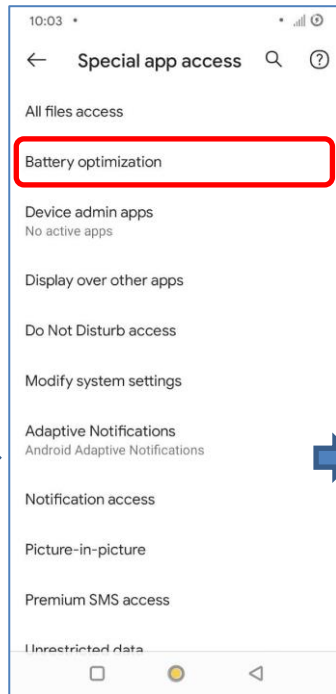 10:03
Special app access
All files access
Battery optimization
Device admin apps
No active apps
Display over other apps
Do Not Disturb access
Modify system settings
Adaptive Notifications
Android Adaptive Notifications
Notification access
Picture-in-picture
Premium SMS access
Unrestricted data